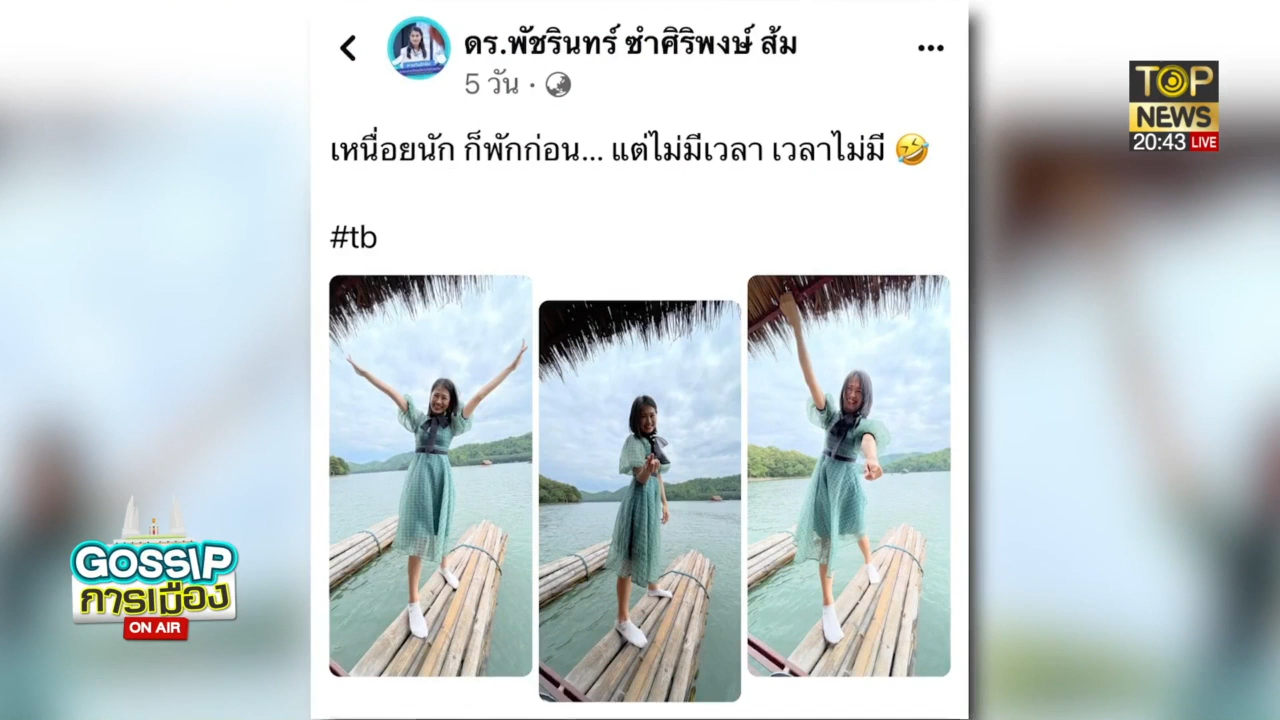 ดร.พัชรินทร์ ซำศิริพงษ์ ส้ม
5 วัน ·
เหนื่อยนัก ก็พักก่อน... แต่ไม่มีเวลา เวลาไม่มี 🤣
#tb
TOP
NEWS
20:43 LIVE
GOSSIP
การเมือง
ON AIR